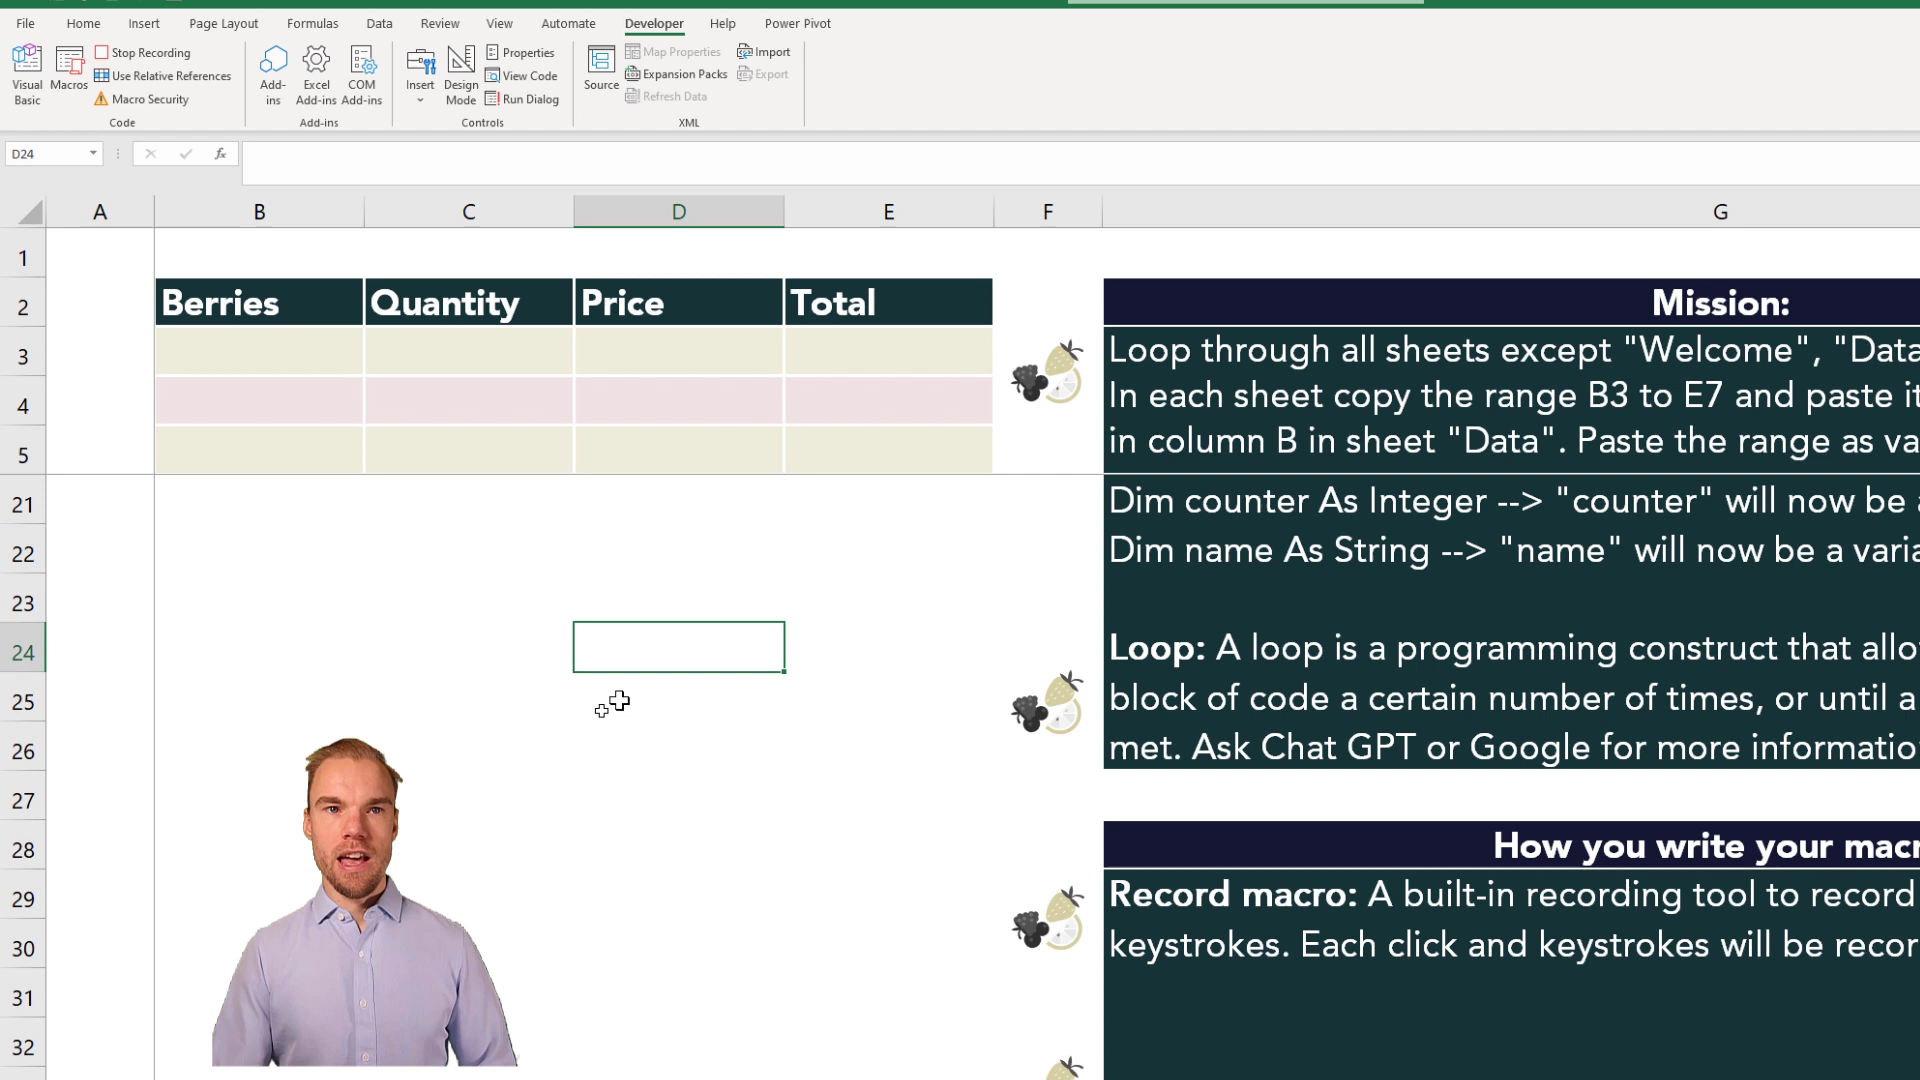 File Home Insert Page Layout Formulas Data Review View Automate Developer Help Power Pivot
Visual Basic
Macros
Stop Recording
Use Relative References
Macro Security
Code
Add-ins
Excel Add-ins
COM Add-ins
Add-ins
Insert
Design Mode
Properties
View Code
Run Dialog
Controls
Source
Map Properties
Expansion Packs
Refresh Data
Import
Export
XML
D24
fx
A B C D E F G
1
2 Berries Quantity Price Total Mission:
3 Loop through all sheets except "Welcome", "Data
4 In each sheet copy the range B3 to E7 and paste it
5 in column B in sheet "Data". Paste the range as va
21 Dim counter As Integer --> "counter" will now be a
22 Dim name As String --> "name" will now be a varia
23
24 Loop: A loop is a programming construct that allo
25 block of code a certain number of times, or until a
26 met. Ask Chat GPT or Google for more informatio
27
28 How you write your macr
29 Record macro: A built-in recording tool to record
30 keystrokes. Each click and keystrokes will be recor
31
32